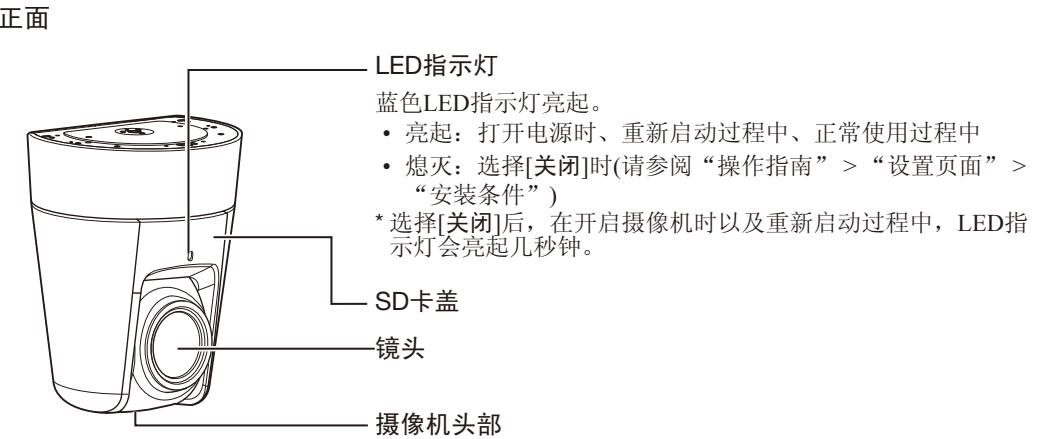 正面
LED指示灯
蓝色LED指示灯亮起。
• 亮起：打开电源时、重新启动过程中、正常使用过程中
• 熄灭：选择[关闭]时(请参阅“操作指南” > “设置页面” >
“安装条件”)
* 选择[关闭]后，在开启摄像机时以及重新启动过程中，LED指
示灯会亮起几秒钟。
SD卡盖
镜头
摄像机头部